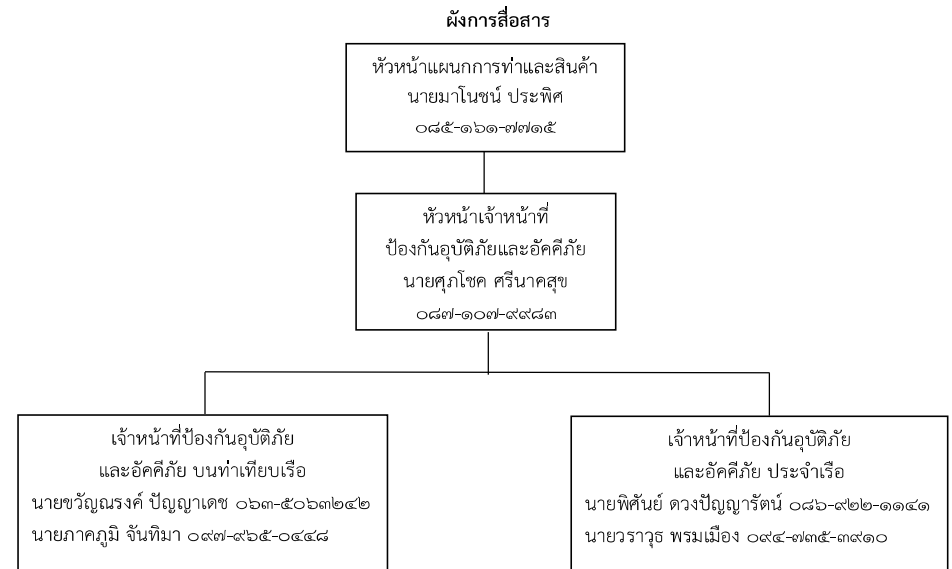 ผังการสื่อสาร
หัวหน้าแผนกการท่าและสินค้า
นายมาโนชน์ ประพิศ
๐๘๕-๑๖๑-๗๗๑๕
หัวหน้าเจ้าหน้าที่
ป้องกันอุบัติภัยและอัคคีภัย
นายศุภโชค ศรีนาคสุข
๐๘๗-๑๐๗-๙๙๘๓
เจ้าหน้าที่ป้องกันอุบัติภัย
และอัคคีภัย บนท่าเทียบเรือ
นายขวัญณรงค์ ปัญญาเดช ๐๖๓-๕๐๖๓๒๔๒
นายภาคภูมิ จันทิมา ๐๙๗-๙๖๕-๐๔๔๘
เจ้าหน้าที่ป้องกันอุบัติภัย
และอัคคีภัย ประจำเรือ
นายพิศันย์ ดวงปัญญารัตน์ ๐๘๖-๙๒๒-๑๑๔๑
นายวราวุธ พรมเมือง ๐๙๔-๗๓๕-๓๙๑๐